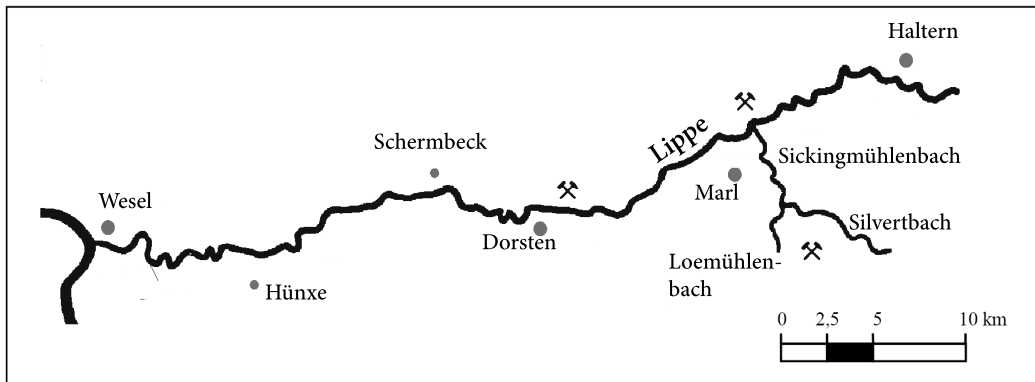 Haltern
Lippe
Schermbeck
Sickingmühlenbach
Marl
Wesel
Silvertbach
Dorsten
Loemühlen-
bach
Hünxe
0 2,5 5 10 km